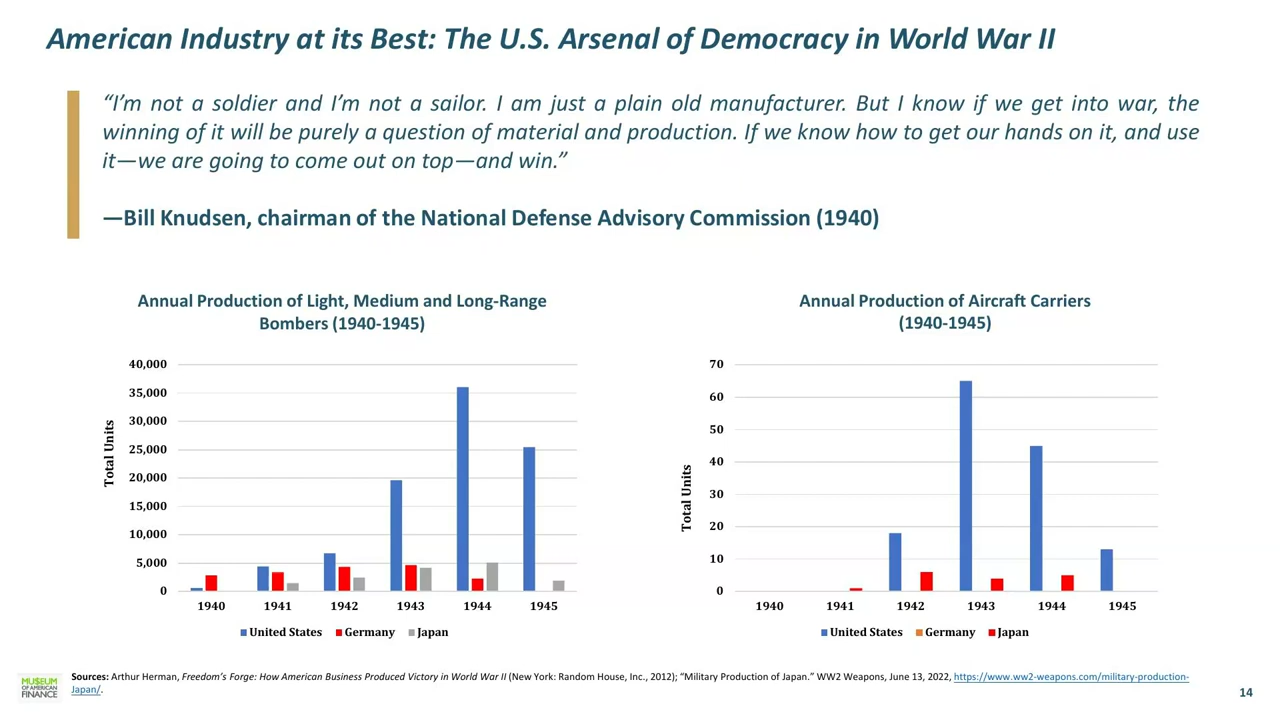 American Industry at its Best: The U.S. Arsenal of Democracy in World War II
“I’m not a soldier and I’m not a sailor. I am just a plain old manufacturer. But I know if we get into war, the
winning of it will be purely a question of material and production. If we know how to get our hands on it, and use
it—we are going to come out on top—and win.”
—Bill Knudsen, chairman of the National Defense Advisory Commission (1940)
Annual Production of Light, Medium and Long-Range
Bombers (1940-1945)
40,000
35,000
30,000
25,000
20,000
15,000
10,000
5,000
0
Total Units
1940 1941 1942 1943 1944 1945
United States Germany Japan
Annual Production of Aircraft Carriers
(1940-1945)
70
60
50
40
30
20
10
0
Total Units
1940 1941 1942 1943 1944 1945
United States Germany Japan
MU$EUM
OF AMERICAN
FINANCE
Sources: Arthur Herman, Freedom’s Forge: How American Business Produced Victory in World War II (New York: Random House, Inc., 2012); “Military Production of Japan.” WW2 Weapons, June 13, 2022, https://www.ww2-weapons.com/military-production-
Japan/.
14